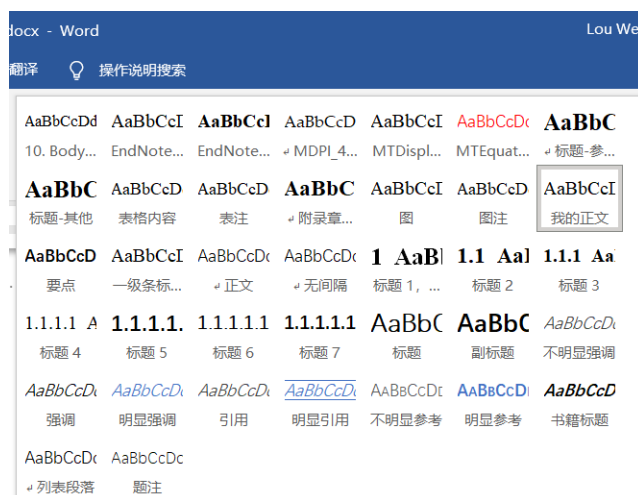 docx - Word Lou We
翻译 操作说明搜索
AaBbCcDd AaBbCcI AaBbCcI AaBbCcD AaBbCcI AaBbCcDc AaBbC
10. Body... EndNote... EndNote... ↵ MDPI_4... MTDispl... MTEquat... ↵ 标题-参...
AaBbC AaBbCcD AaBbCcD AaBbC AaBbCcI AaBbCcD AaBbCcI
标题-其他 表格内容 表注 ↵ 附录章... 图 图注 我的正文
AaBbCcD AaBbCcI AaBbCcDc AaBbCcDc 1 AaB 1.1 Aa 1.1.1 Aa
要点 一级条标... ↵ 正文 ↵ 无间隔 标题 1，... 标题 2 标题 3
1.1.1.1 A 1.1.1.1. 1.1.1.1.1 1.1.1.1.1 AaBbC AaBbC AaBbCcDc
标题 4 标题 5 标题 6 标题 7 标题 副标题 不明显强调
AaBbCcDc AaBbCcDc AaBbCcDc AaBbCcDc AaBbCcDc AaBbCcD AaBbCcD
强调 明显强调 引用 明显引用 不明显参考 明显参考 书籍标题
AaBbCcDc AaBbCcDc
↵ 列表段落 题注